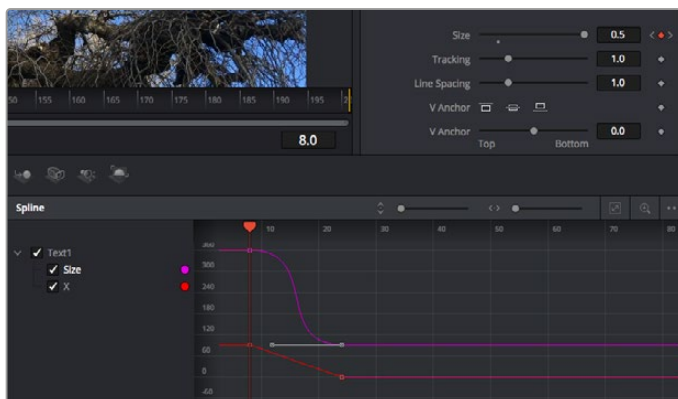 Size 0.5
Tracking 1.0
Line Spacing 1.0
V Anchor
V Anchor 0.0
Top Bottom
50 155 160 165 170 175 180 185 190 195
8.0
Spline
10 20 30 40 50 60 70 80
Text1
Size
X
360
300
240
180
120
60
0
-60